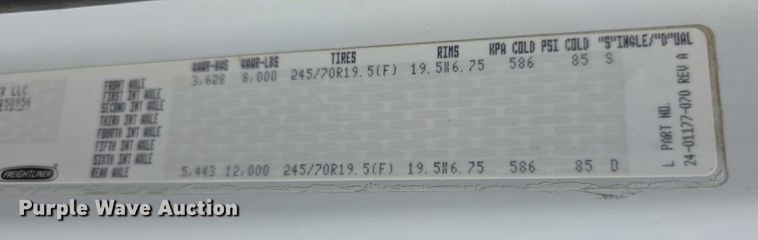 GAWR-KGS GAWR-LBS TIRES RIMS KPA COLD PSI COLD "S"INGLE/"D"UAL
FRONT AXLE 3,628 8,000 245/70R19.5(F) 19.5X6.75 586 85 S
FIRST INT AXLE
SECOND INT AXLE
THIRD INT AXLE
FOURTH INT AXLE
FIFTH INT AXLE
SIXTH INT AXLE
REAR AXLE 5,443 12,000 245/70R19.5(F) 19.5X6.75 586 85 D
LLC
FREIGHTLINER
L PART NO.
24-01177-070 REV A
Purple Wave Auction